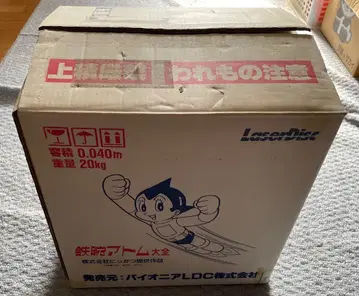 上積厳禁 われもの注意
LaserDisc
容積 0.040m
重量 20kg
鉄腕アトム大全
発売元：パイオニアLDC株式会社